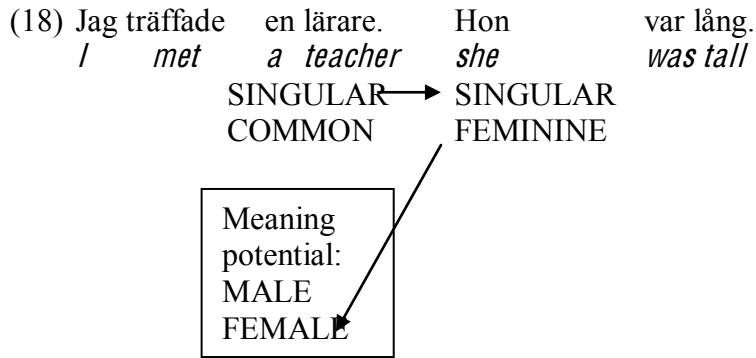 (18) Jag träffade en lärare. Hon var lång.
I met a teacher she was tall
SINGULAR SINGULAR
COMMON FEMININE
Meaning
potential:
MALE
FEMALE